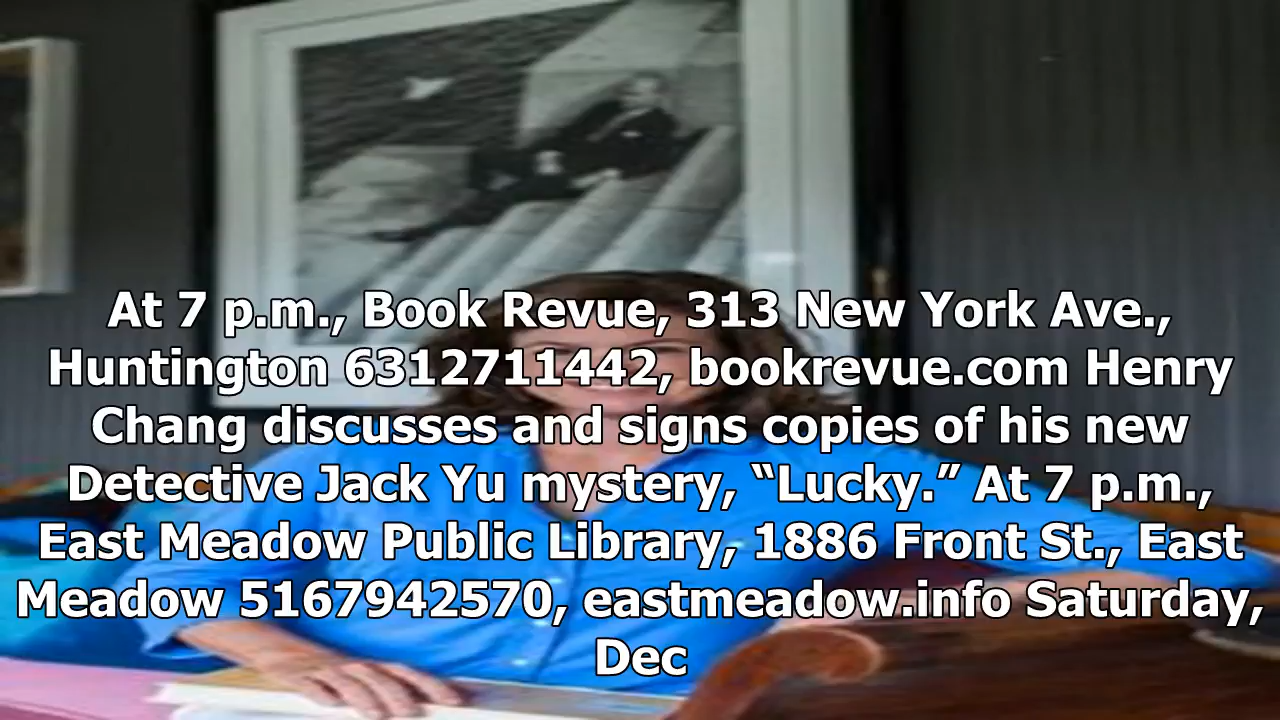 At 7 p.m., Book Revue, 313 New York Ave.,
Huntington 6312711442, bookrevue.com Henry
Chang discusses and signs copies of his new
Detective Jack Yu mystery, “Lucky.” At 7 p.m.,
East Meadow Public Library, 1886 Front St., East
Meadow 5167942570, eastmeadow.info Saturday,
Dec